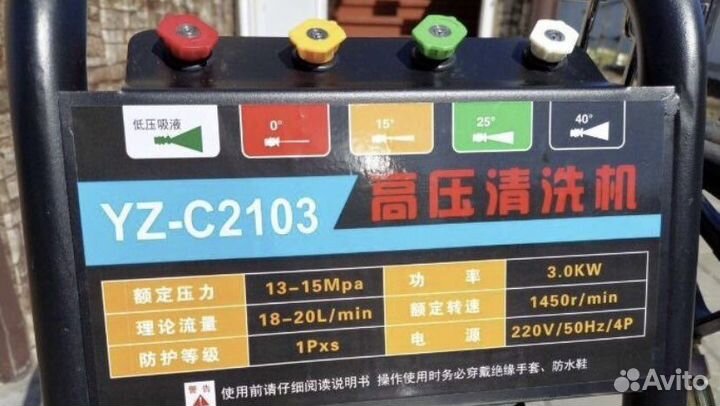 低压吸液 0° 15° 25° 40°
YZ-C2103 高压清洗机
额定压力 13-15Mpa 功 率 3.0KW
理论流量 18-20L/min 额定转速 1450r/min
防护等级 1Pxs 电 源 220V/50Hz/4P
警告 使用前请仔细阅读说明书 操作使用时务必穿戴绝缘手套、防水鞋
Avito